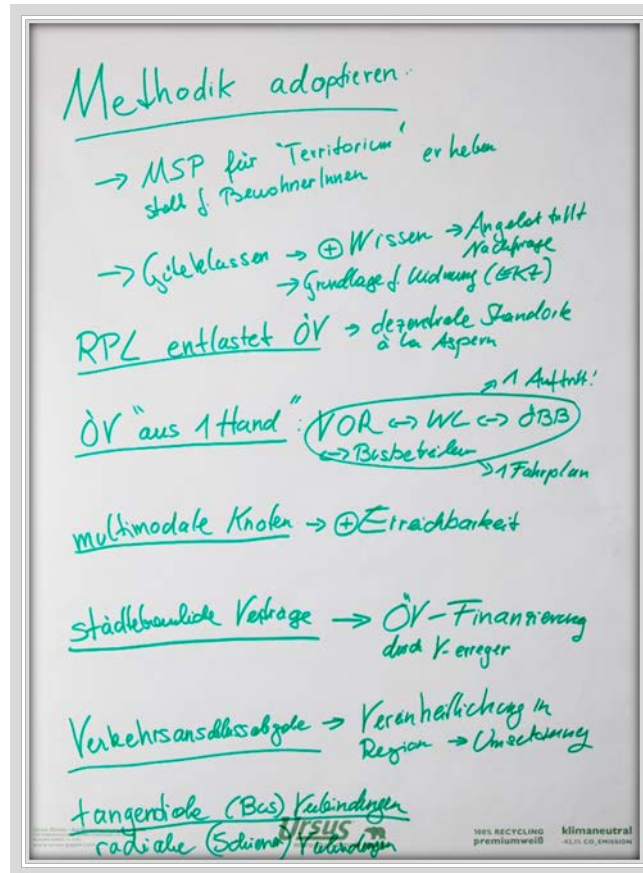 Methodik adoptieren:
→ MSP für "Territorium" erheben
statt f. BewohnerInnen
→ Güteklassen → ⊕ Wissen → Angebot trifft
Nachfrage
→ Grundlage f. Widmung (EKZ)
RPL entlastet ÖV → dezentrale Standorte
à la Aspern
→ 1 Auftritt!
ÖV "aus 1 Hand": VOR ↔ WL ↔ ÖBB
↔ Busbetreiber
→ 1 Fahrplan
multimodale Knoten → ⊕ Erreichbarkeit
städtebauliche Verträge → ÖV-Finanzierung
durch V-erreger
Verkehrsanschlussabgabe → Vereinheitlichung in
Region → Umsetzung
tangentiale (Bus) Verbindungen
radiale (Schiene) Verbindungen
Ursus
100% RECYCLING
premiumweiß
klimaneutral